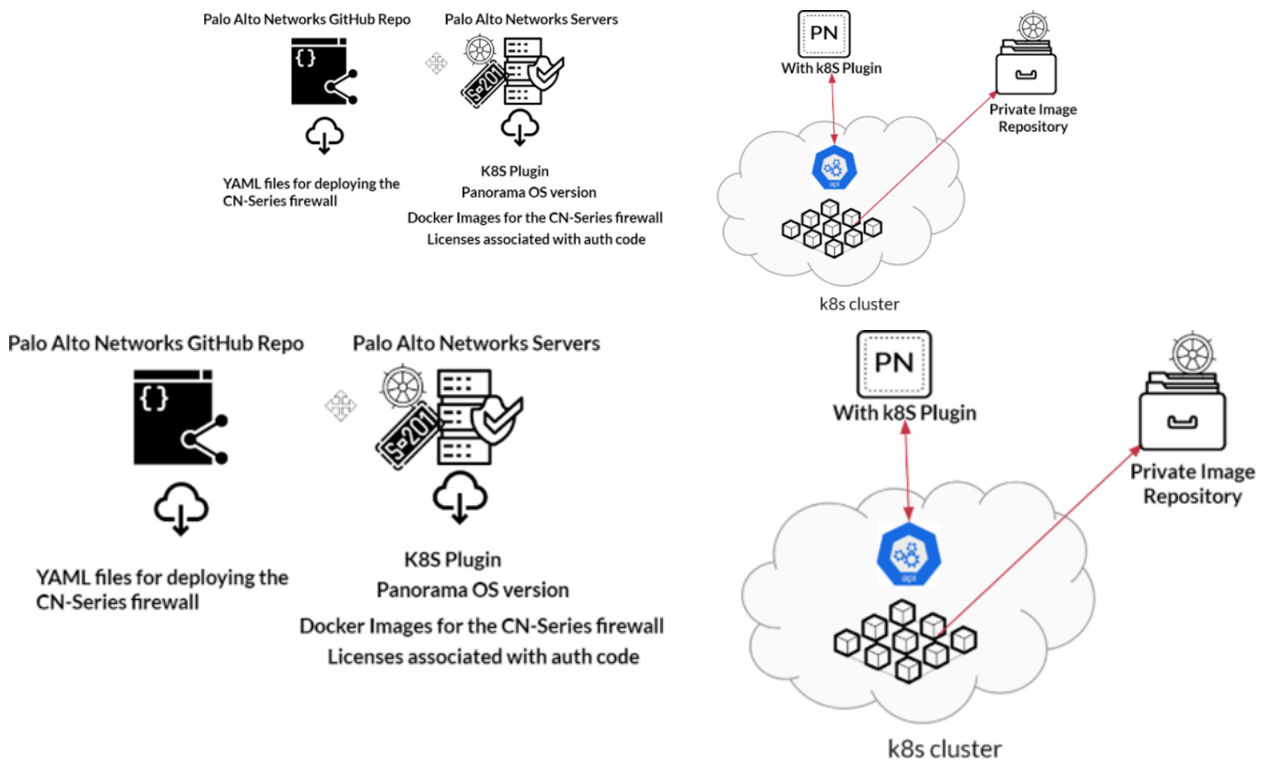 Palo Alto Networks GitHub Repo
Palo Alto Networks Servers
{}
S-201
YAML files for deploying the
CN-Series firewall
K8S Plugin
Panorama OS version
Docker Images for the CN-Series firewall
Licenses associated with auth code
PN
With k8S Plugin
Private Image
Repository
api
k8s cluster
Palo Alto Networks GitHub Repo
Palo Alto Networks Servers
{}
S-201
YAML files for deploying the
CN-Series firewall
K8S Plugin
Panorama OS version
Docker Images for the CN-Series firewall
Licenses associated with auth code
PN
With k8S Plugin
Private Image
Repository
api
k8s cluster